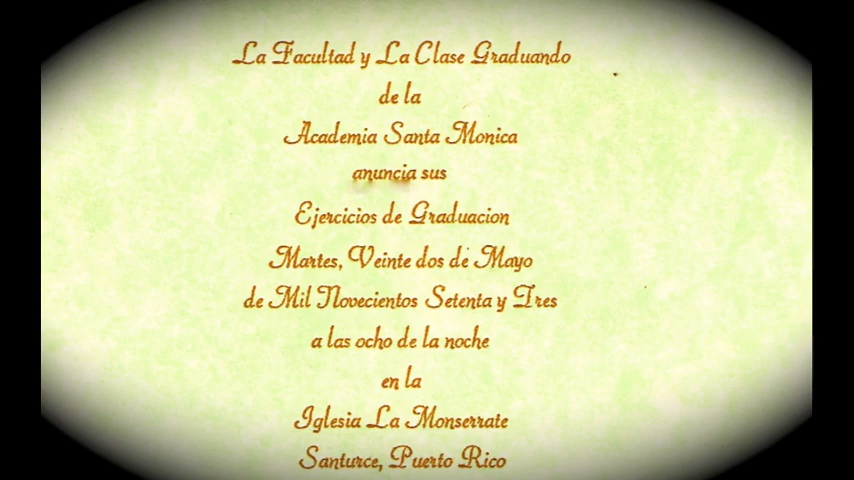 La Facultad y La Clase Graduando
de la
Academia Santa Monica
anuncia sus
Ejercicios de Graduacion
Martes, Veinte dos de Mayo
de Mil Novecientos Setenta y Tres
a las ocho de la noche
en la
Iglesia La Monserrate
Santurce, Puerto Rico